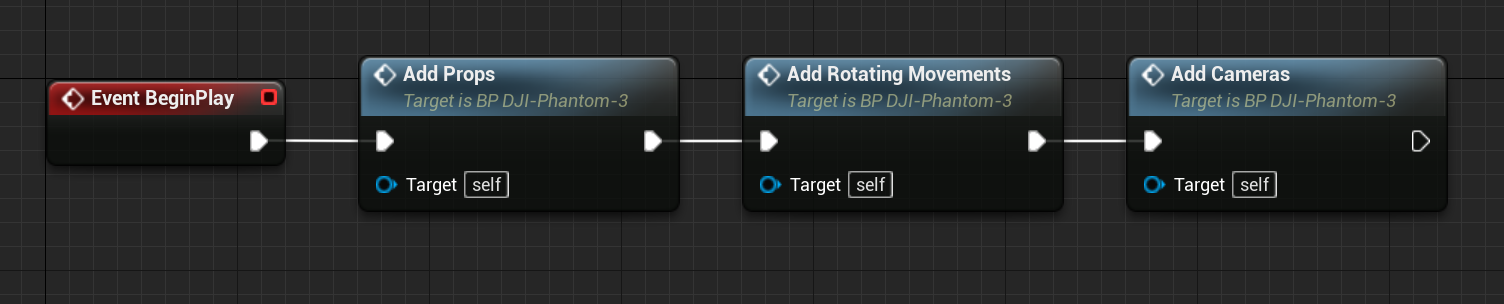 Event BeginPlay
Add Props
Target is BP DJI-Phantom-3
Target self
Add Rotating Movements
Target is BP DJI-Phantom-3
Target self
Add Cameras
Target is BP DJI-Phantom-3
Target self